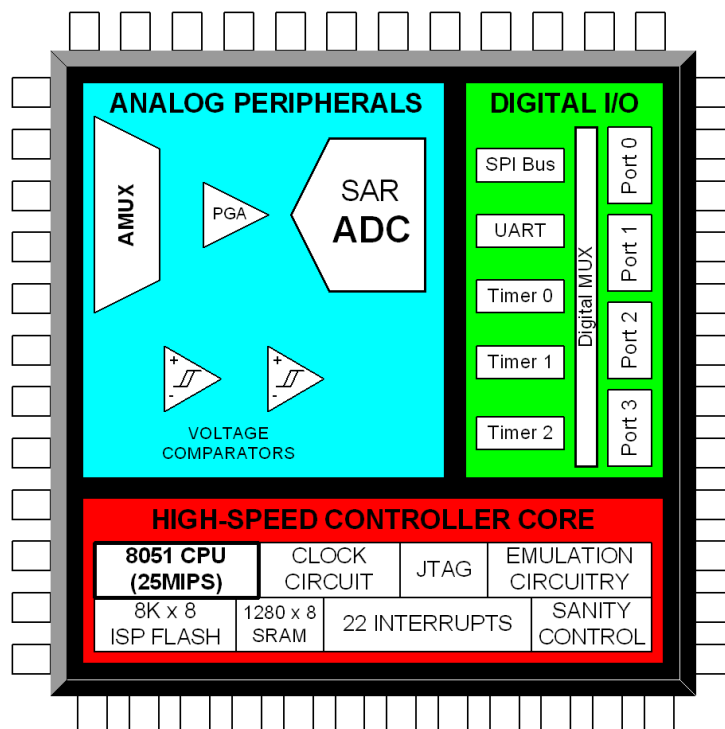 ANALOG PERIPHERALS
AMUX
PGA
SAR
ADC
+
-
+
-
VOLTAGE
COMPARATORS
DIGITAL I/O
SPI Bus
UART
Timer 0
Timer 1
Timer 2
Digital MUX
Port 0
Port 1
Port 2
Port 3
HIGH-SPEED CONTROLLER CORE
8051 CPU
(25MIPS)
CLOCK
CIRCUIT
JTAG
EMULATION
CIRCUITRY
8K x 8
ISP FLASH
1280 x 8
SRAM
22 INTERRUPTS
SANITY
CONTROL